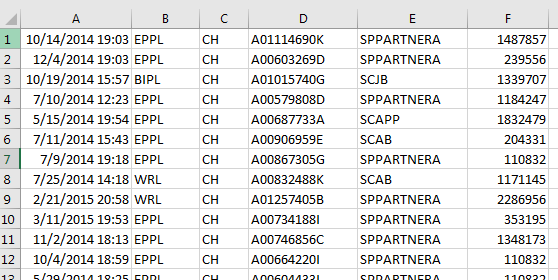 A B C D E F
1 10/14/2014 19:03 EPPL CH A01114690K SPPARTNERA 1487857
2 12/4/2014 19:03 EPPL CH A00603269D SPPARTNERA 239556
3 10/19/2014 15:57 BIPL CH A01015740G SCJB 1339707
4 7/10/2014 12:23 EPPL CH A00579808D SPPARTNERA 1184247
5 5/15/2014 19:54 EPPL CH A00687733A SCAPP 1832479
6 7/11/2014 15:43 EPPL CH A00906959E SCAB 204331
7 7/9/2014 19:18 EPPL CH A00867305G SPPARTNERA 110832
8 7/25/2014 14:18 WRL CH A00832488K SCAB 1171145
9 2/21/2015 20:58 WRL CH A01257405B SPPARTNERA 2286956
10 3/11/2015 19:53 EPPL CH A00734188I SPPARTNERA 353195
11 11/2/2014 18:13 EPPL CH A00746856C SPPARTNERA 1348173
12 10/4/2014 18:59 EPPL CH A00664220I SPPARTNERA 110832
13 5/29/2014 18:25 EPPL CH A00604433I SPPARTNERA 110832